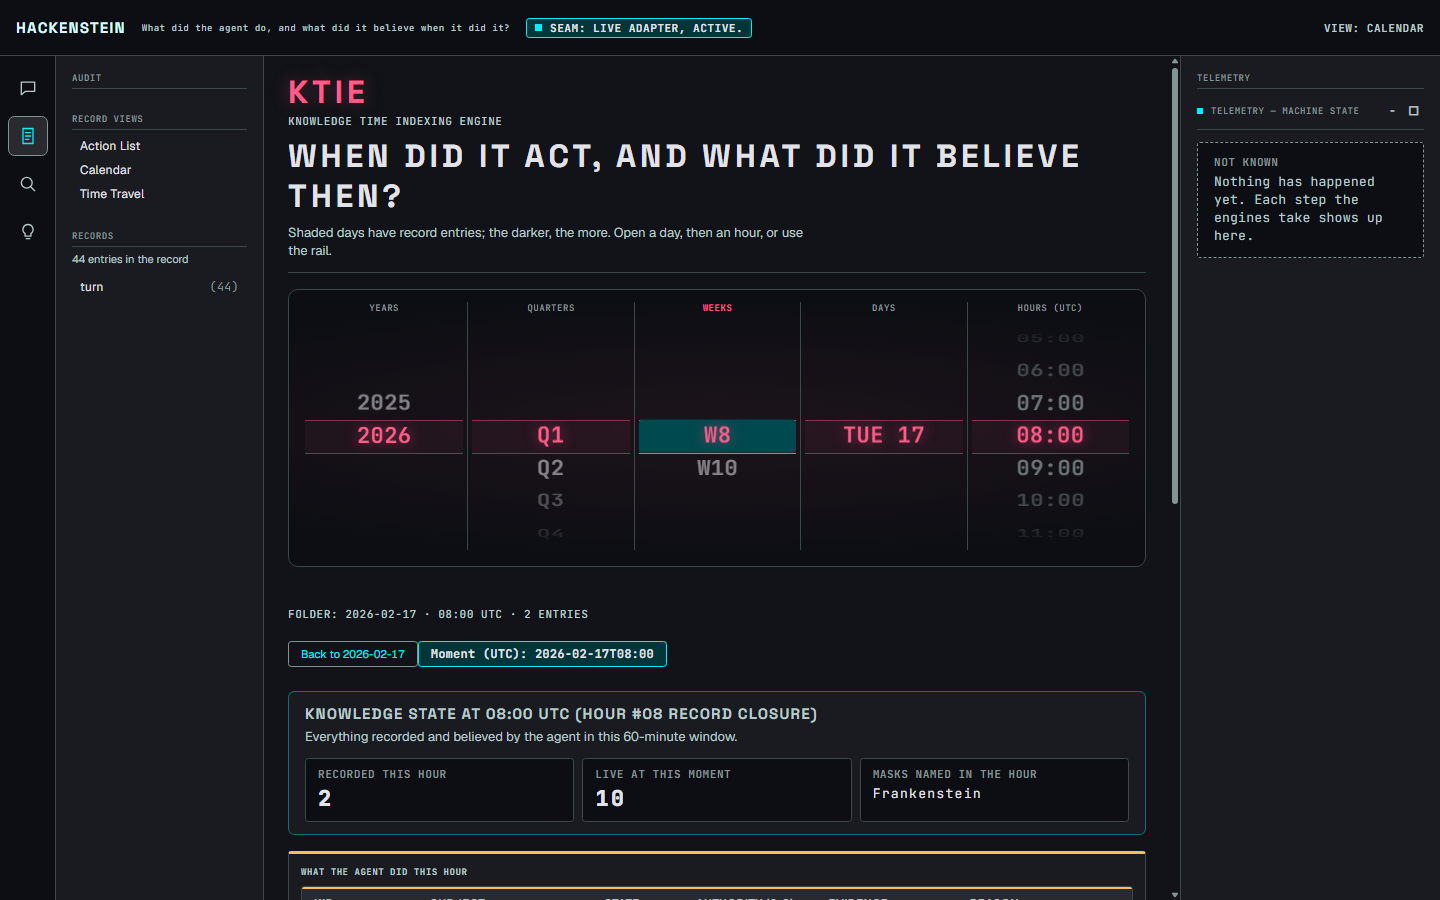 HACKENSTEIN
What did the agent do, and what did it believe when it did it?
SEAM: LIVE ADAPTER, ACTIVE.
VIEW: CALENDAR
AUDIT
RECORD VIEWS
Action List
Calendar
Time Travel
RECORDS
44 entries in the record
turn (44)
KTIE
KNOWLEDGE TIME INDEXING ENGINE
WHEN DID IT ACT, AND WHAT DID IT BELIEVE
THEN?
Shaded days have record entries; the darker, the more. Open a day, then an hour, or use
the rail.
YEARS
2025
2026
QUARTERS
Q1
Q2
Q3
Q4
WEEKS
W8
W10
DAYS
TUE 17
HOURS (UTC)
05:00
06:00
07:00
08:00
09:00
10:00
11:00
FOLDER: 2026-02-17 · 08:00 UTC · 2 ENTRIES
Back to 2026-02-17
Moment (UTC): 2026-02-17T08:00
KNOWLEDGE STATE AT 08:00 UTC (HOUR #08 RECORD CLOSURE)
Everything recorded and believed by the agent in this 60-minute window.
RECORDED THIS HOUR
2
LIVE AT THIS MOMENT
10
MASKS NAMED IN THE HOUR
Frankenstein
WHAT THE AGENT DID THIS HOUR
TELEMETRY
TELEMETRY — MACHINE STATE
NOT KNOWN
Nothing has happened
yet. Each step the
engines take shows up
here.